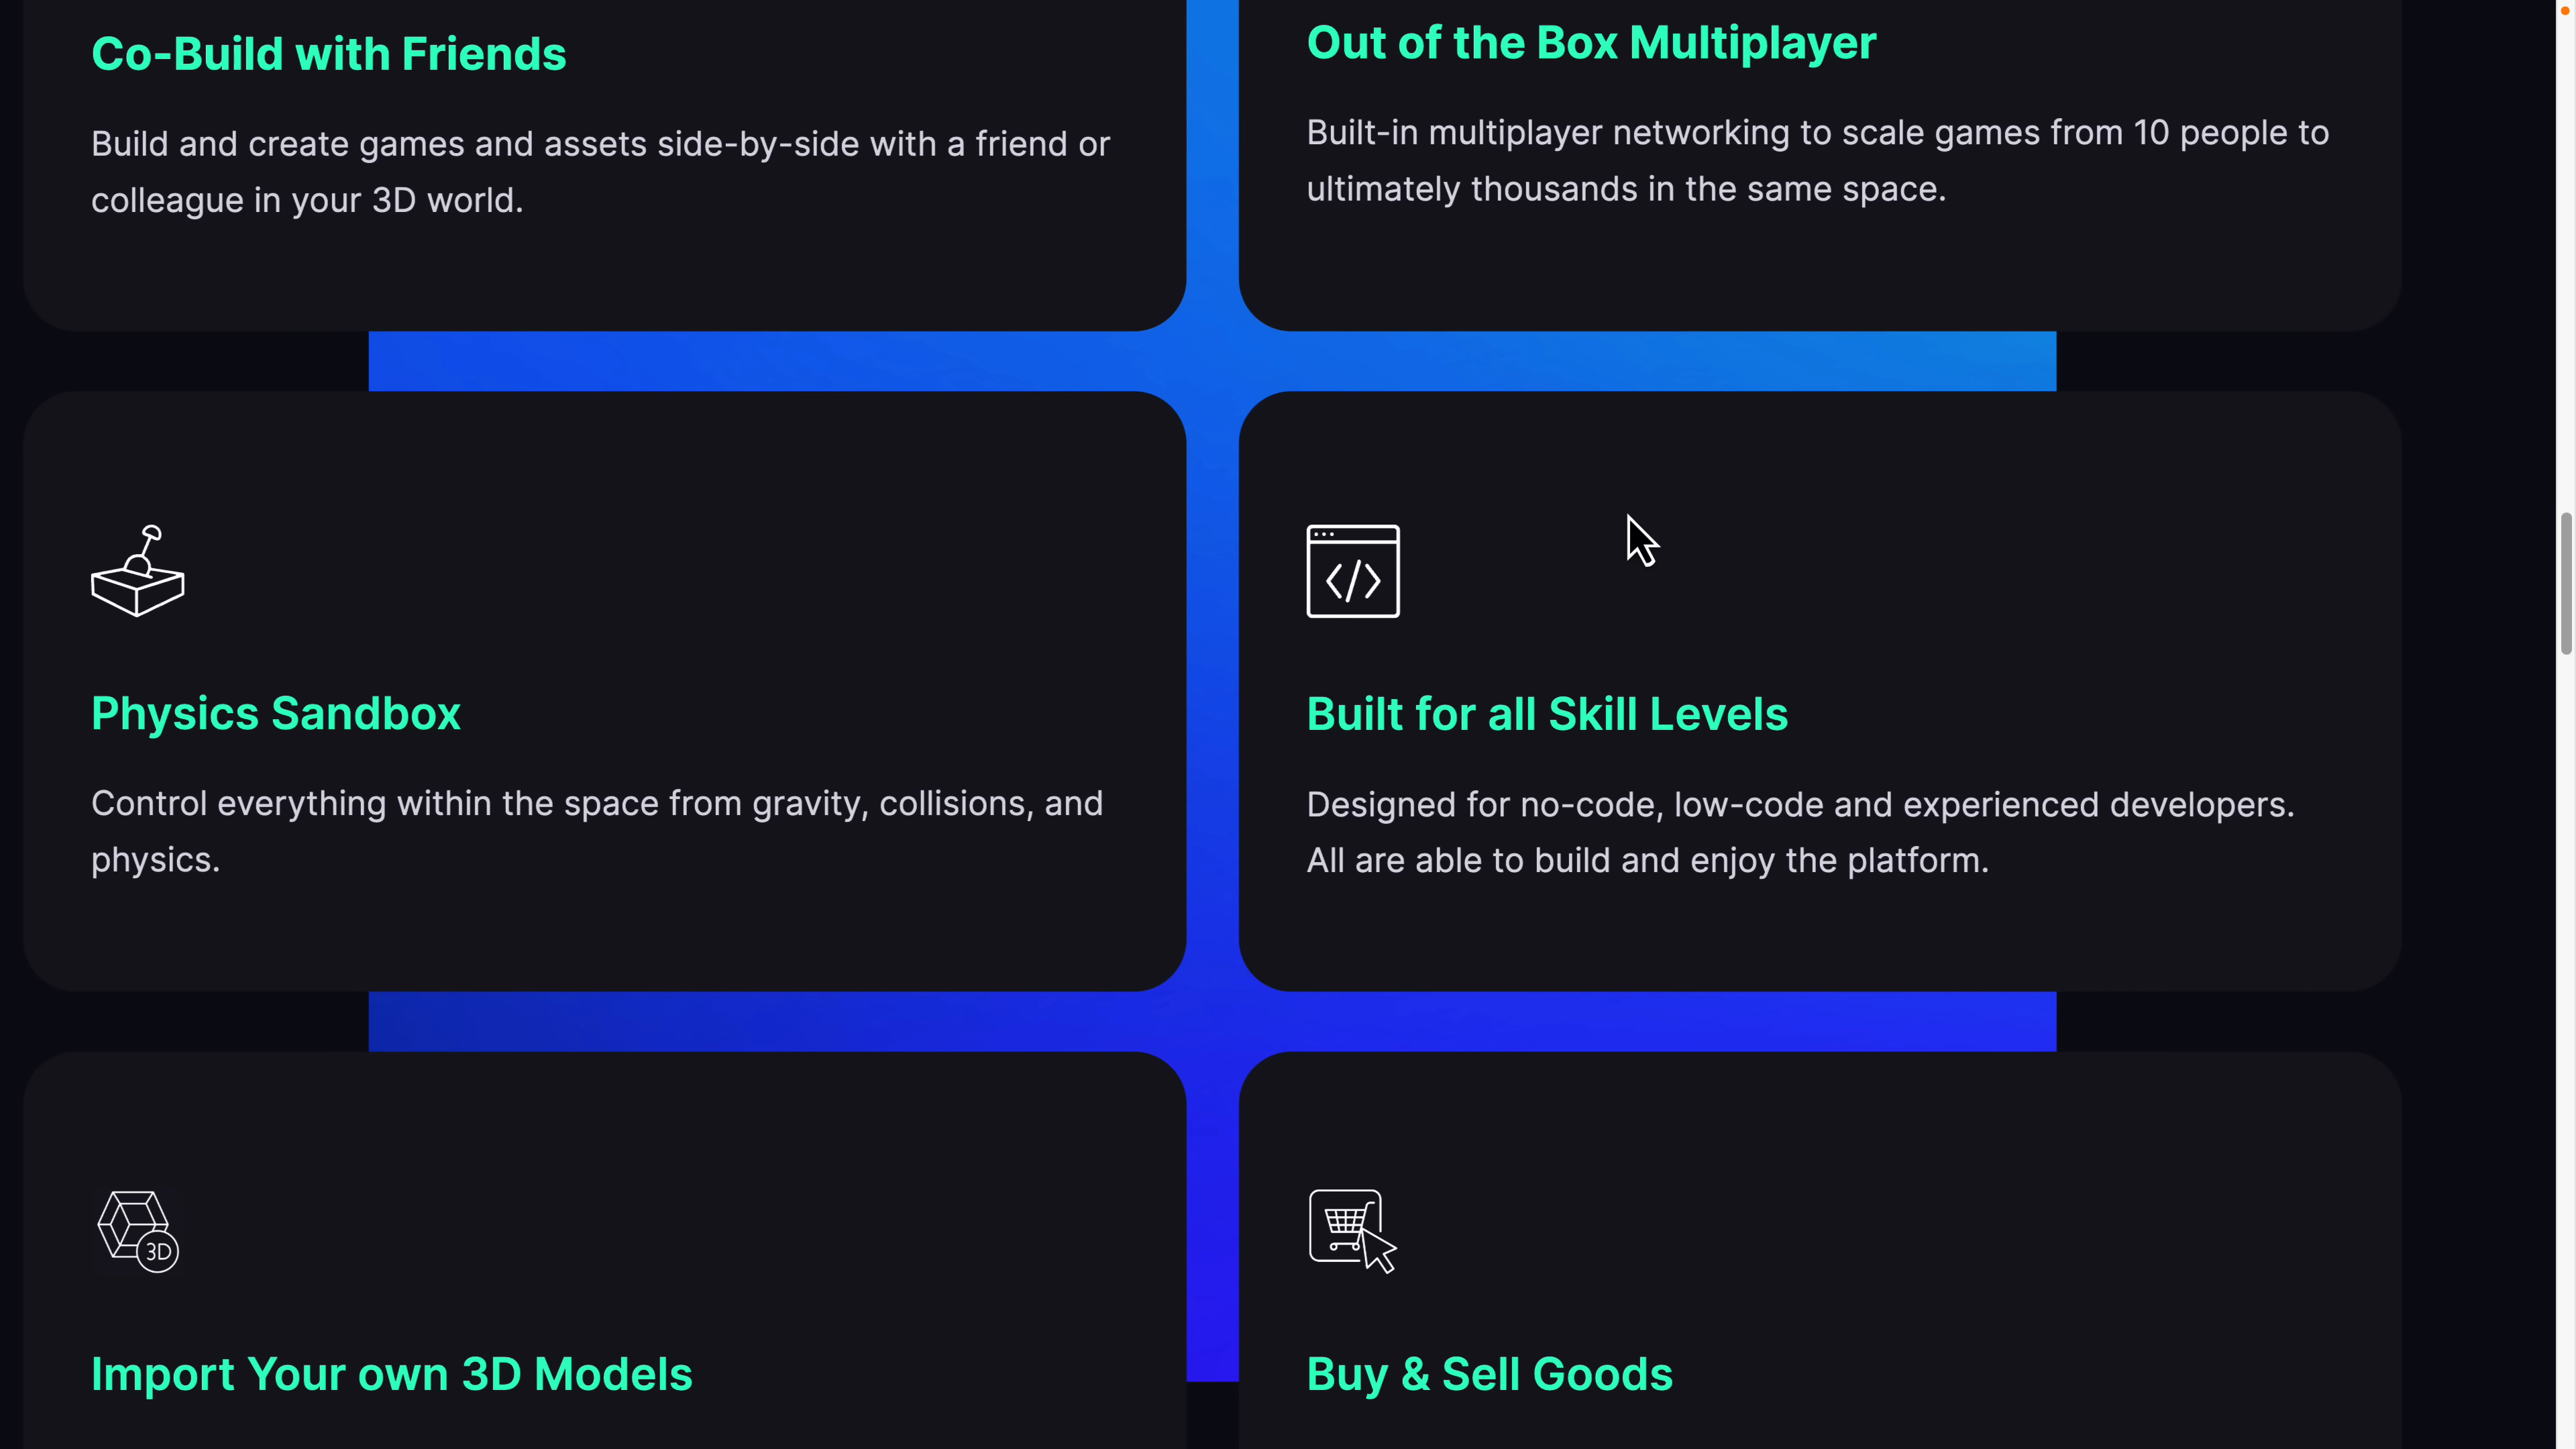 Co-Build with Friends
Build and create games and assets side-by-side with a friend or
colleague in your 3D world.
Out of the Box Multiplayer
Built-in multiplayer networking to scale games from 10 people to
ultimately thousands in the same space.
Physics Sandbox
Control everything within the space from gravity, collisions, and
physics.
</>
Built for all Skill Levels
Designed for no-code, low-code and experienced developers.
All are able to build and enjoy the platform.
3D
Import Your own 3D Models
Buy & Sell Goods